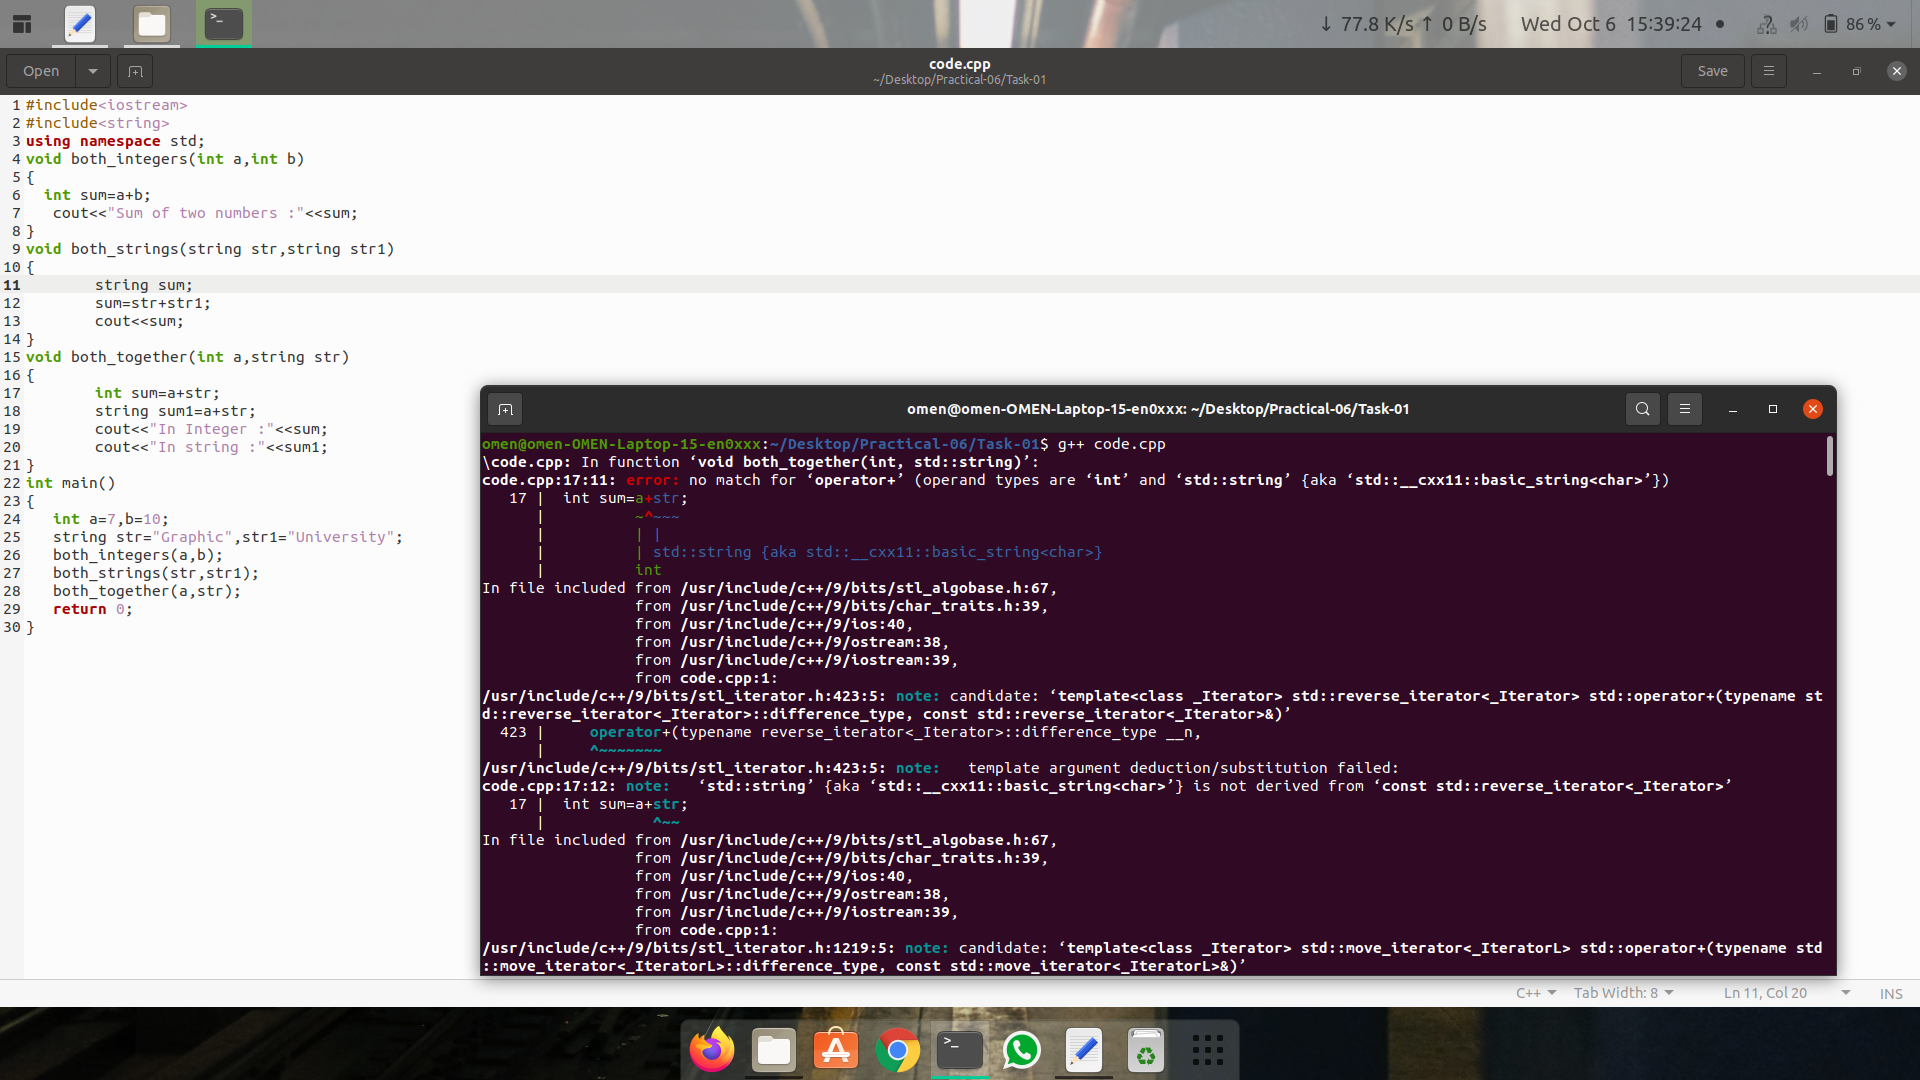 ↓ 77.8 K/s ↑ 0 B/s Wed Oct 6 15:39:24 86 %
Open code.cpp Save
~/Desktop/Practical-06/Task-01
1 #include<iostream>
2 #include<string>
3 using namespace std;
4 void both_integers(int a,int b)
5 {
6   int sum=a+b;
7    cout<<"Sum of two numbers :"<<sum;
8 }
9 void both_strings(string str,string str1)
10 {
11         string sum;
12         sum=str+str1;
13         cout<<sum;
14 }
15 void both_together(int a,string str)
16 {
17         int sum=a+str;
18         string sum1=a+str;
19         cout<<"In Integer :"<<sum;
20         cout<<"In string :"<<sum1;
21 }
22 int main()
23 {
24    int a=7,b=10;
25    string str="Graphic",str1="University";
26    both_integers(a,b);
27    both_strings(str,str1);
28    both_together(a,str);
29    return 0;
30 }
omen@omen-OMEN-Laptop-15-en0xxx: ~/Desktop/Practical-06/Task-01
omen@omen-OMEN-Laptop-15-en0xxx:~/Desktop/Practical-06/Task-01$ g++ code.cpp
\code.cpp: In function ‘void both_together(int, std::string)’:
code.cpp:17:11: error: no match for ‘operator+’ (operand types are ‘int’ and ‘std::string’ {aka ‘std::__cxx11::basic_string<char>’})
   17 |  int sum=a+str;
      |          ~^~~~
      |          | |
      |          | std::string {aka std::__cxx11::basic_string<char>}
      |          int
In file included from /usr/include/c++/9/bits/stl_algobase.h:67,
                 from /usr/include/c++/9/bits/char_traits.h:39,
                 from /usr/include/c++/9/ios:40,
                 from /usr/include/c++/9/ostream:38,
                 from /usr/include/c++/9/iostream:39,
                 from code.cpp:1:
/usr/include/c++/9/bits/stl_iterator.h:423:5: note: candidate: ‘template<class _Iterator> std::reverse_iterator<_Iterator> std::operator+(typename st
d::reverse_iterator<_Iterator>::difference_type, const std::reverse_iterator<_Iterator>&)’
  423 |     operator+(typename reverse_iterator<_Iterator>::difference_type __n,
      |     ^~~~~~~~
/usr/include/c++/9/bits/stl_iterator.h:423:5: note:   template argument deduction/substitution failed:
code.cpp:17:12: note:   ‘std::string’ {aka ‘std::__cxx11::basic_string<char>’} is not derived from ‘const std::reverse_iterator<_Iterator>’
   17 |  int sum=a+str;
      |            ^~~
In file included from /usr/include/c++/9/bits/stl_algobase.h:67,
                 from /usr/include/c++/9/bits/char_traits.h:39,
                 from /usr/include/c++/9/ios:40,
                 from /usr/include/c++/9/ostream:38,
                 from /usr/include/c++/9/iostream:39,
                 from code.cpp:1:
/usr/include/c++/9/bits/stl_iterator.h:1219:5: note: candidate: ‘template<class _Iterator> std::move_iterator<_IteratorL> std::operator+(typename std
::move_iterator<_IteratorL>::difference_type, const std::move_iterator<_IteratorL>&)’
C++ Tab Width: 8 Ln 11, Col 20 INS